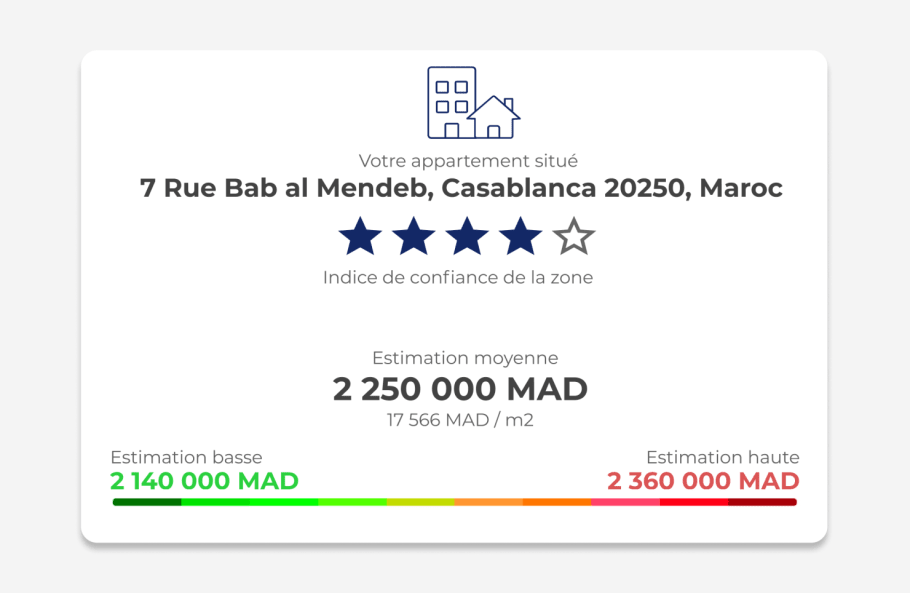 Votre appartement situé
7 Rue Bab al Mendeb, Casablanca 20250, Maroc
Indice de confiance de la zone
Estimation moyenne
2 250 000 MAD
17 566 MAD / m2
Estimation basse
2 140 000 MAD
Estimation haute
2 360 000 MAD